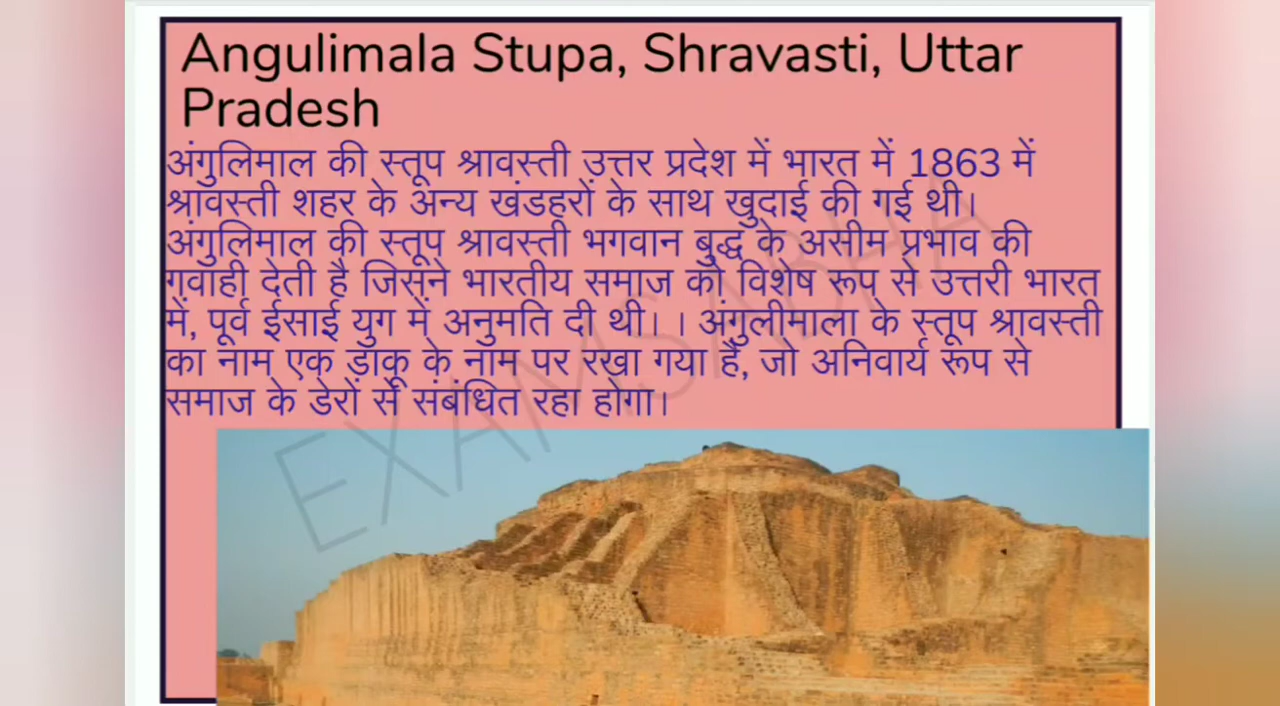 Angulimala Stupa, Shravasti, Uttar
Pradesh
अंगुलिमाल की स्तूप श्रावस्ती उत्तर प्रदेश में भारत में 1863 में
श्रावस्ती शहर के अन्य खंडहरों के साथ खुदाई की गई थी।
अंगुलिमाल की स्तूप श्रावस्ती भगवान बुद्ध के असीम प्रभाव की
गवाही देती है जिसने भारतीय समाज को विशेष रूप से उत्तरी भारत
में, पूर्व ईसाई युग में अनुमति दी थी। । अंगुलीमाला के स्तूप श्रावस्ती
का नाम एक डाकू के नाम पर रखा गया है, जो अनिवार्य रूप से
समाज के डेरों से संबंधित रहा होगा।
EXAMSABHA